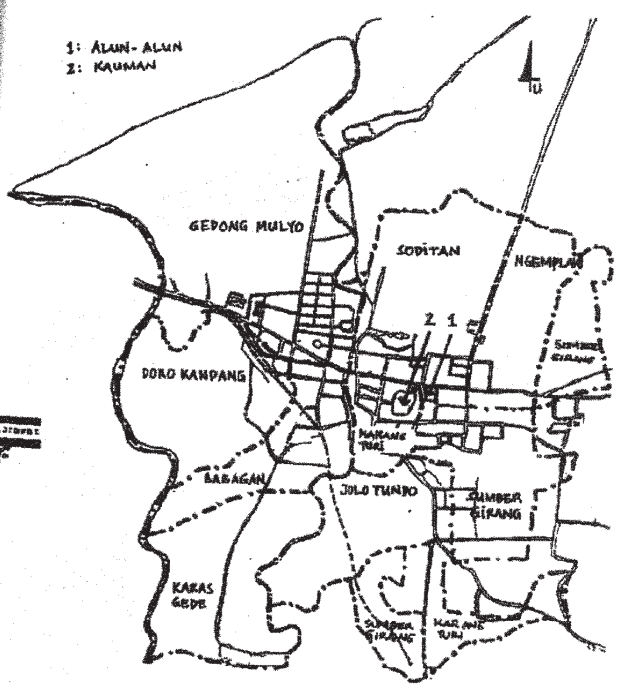 1: ALUN-ALUN
2: KAUMAN
U
GEDONG MULYO
SODITAN
NGEMPLAK
2 1
SUMBER
GIRANG
DORO KANPANG
KARANG
TURI
BABAGAN
JOLO TUNDO
SUMBER
GIRANG
KARAS
GEDE
SUMBER
GIRANG
KARANG
TURI